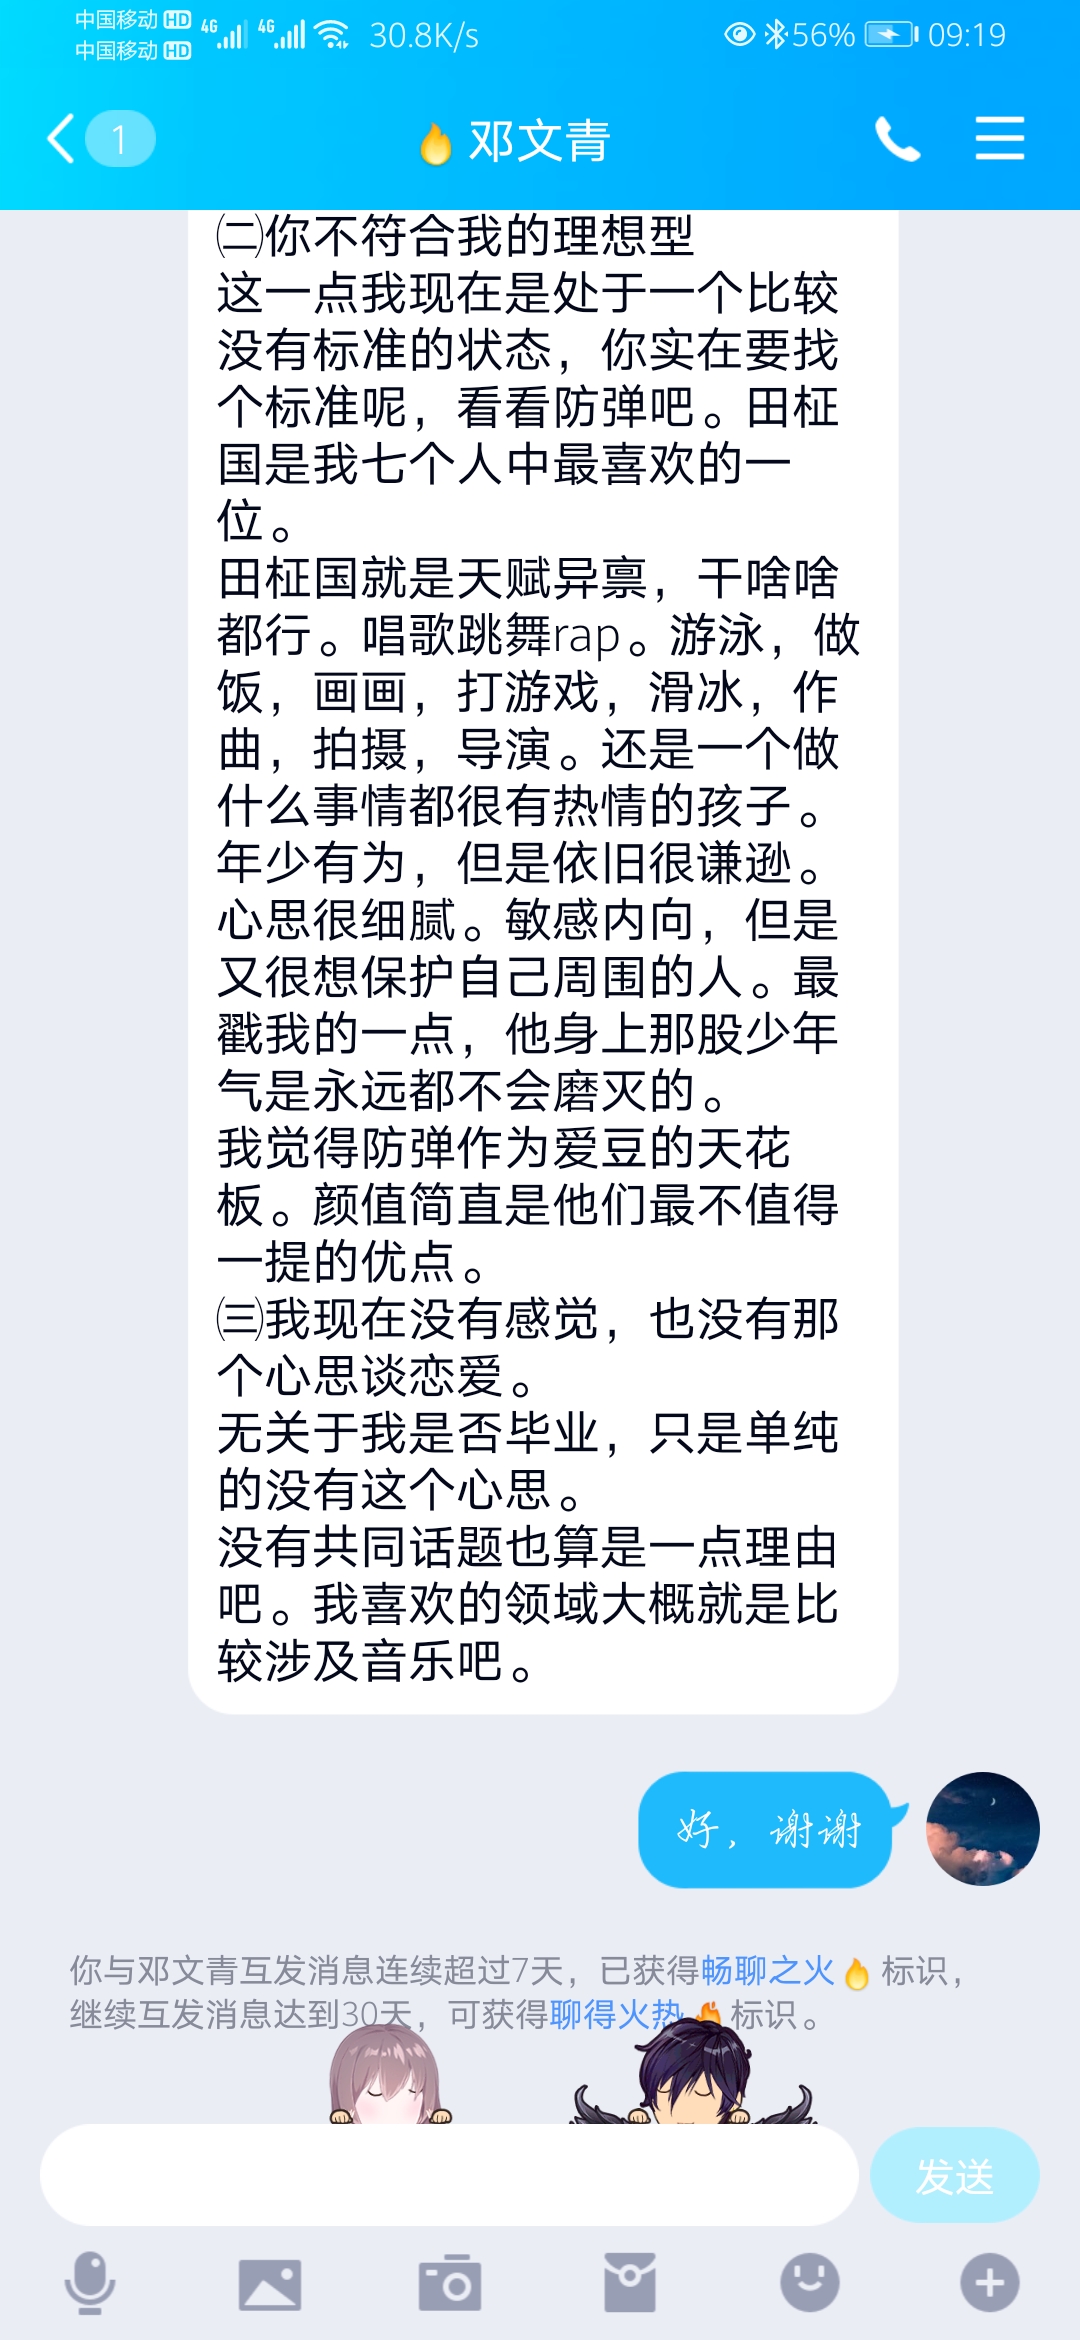 中国移动 HD
中国移动 HD
4G 4G 30.8K/s 56% 09:19
1 邓文青
㈡你不符合我的理想型
这一点我现在是处于一个比较
没有标准的状态，你实在要找
个标准呢，看看防弹吧。田柾
国是我七个人中最喜欢的一
位。
田柾国就是天赋异禀，干啥啥
都行。唱歌跳舞rap。游泳，做
饭，画画，打游戏，滑冰，作
曲，拍摄，导演。还是一个做
什么事情都很有热情的孩子。
年少有为，但是依旧很谦逊。
心思很细腻。敏感内向，但是
又很想保护自己周围的人。最
戳我的一点，他身上那股少年
气是永远都不会磨灭的。
我觉得防弹作为爱豆的天花
板。颜值简直是他们最不值得
一提的优点。
㈢我现在没有感觉，也没有那
个心思谈恋爱。
无关于我是否毕业，只是单纯
的没有这个心思。
没有共同话题也算是一点理由
吧。我喜欢的领域大概就是比
较涉及音乐吧。
好，谢谢
你与邓文青互发消息连续超过7天，已获得畅聊之火🔥标识，
继续互发消息达到30天，可获得聊得火热🔥标识。
发送